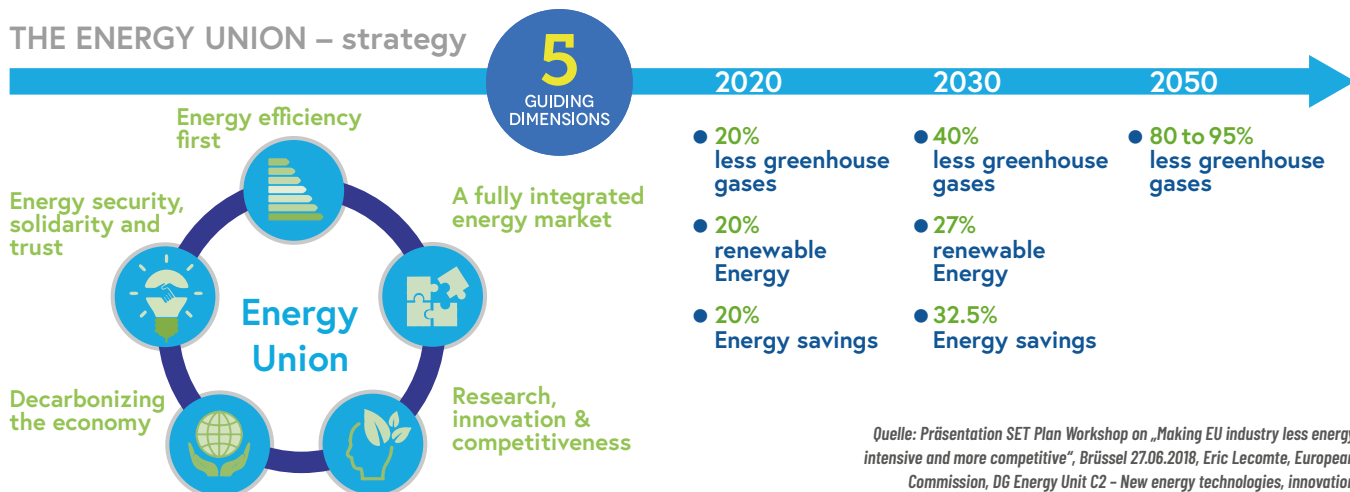 THE ENERGY UNION – strategy
5
GUIDING
DIMENSIONS
2020
2030
2050
Energy efficiency
first
A fully integrated
energy market
Energy security,
solidarity and
trust
Energy
Union
Decarbonizing
the economy
Research,
innovation &
competitiveness
20%
less greenhouse
gases
20%
renewable
Energy
20%
Energy savings
40%
less greenhouse
gases
27%
renewable
Energy
32.5%
Energy savings
80 to 95%
less greenhouse
gases
Quelle: Präsentation SET Plan Workshop on „Making EU industry less energy
intensive and more competitive“, Brüssel 27.06.2018, Eric Lecomte, European
Commission, DG Energy Unit C2 – New energy technologies, innovation